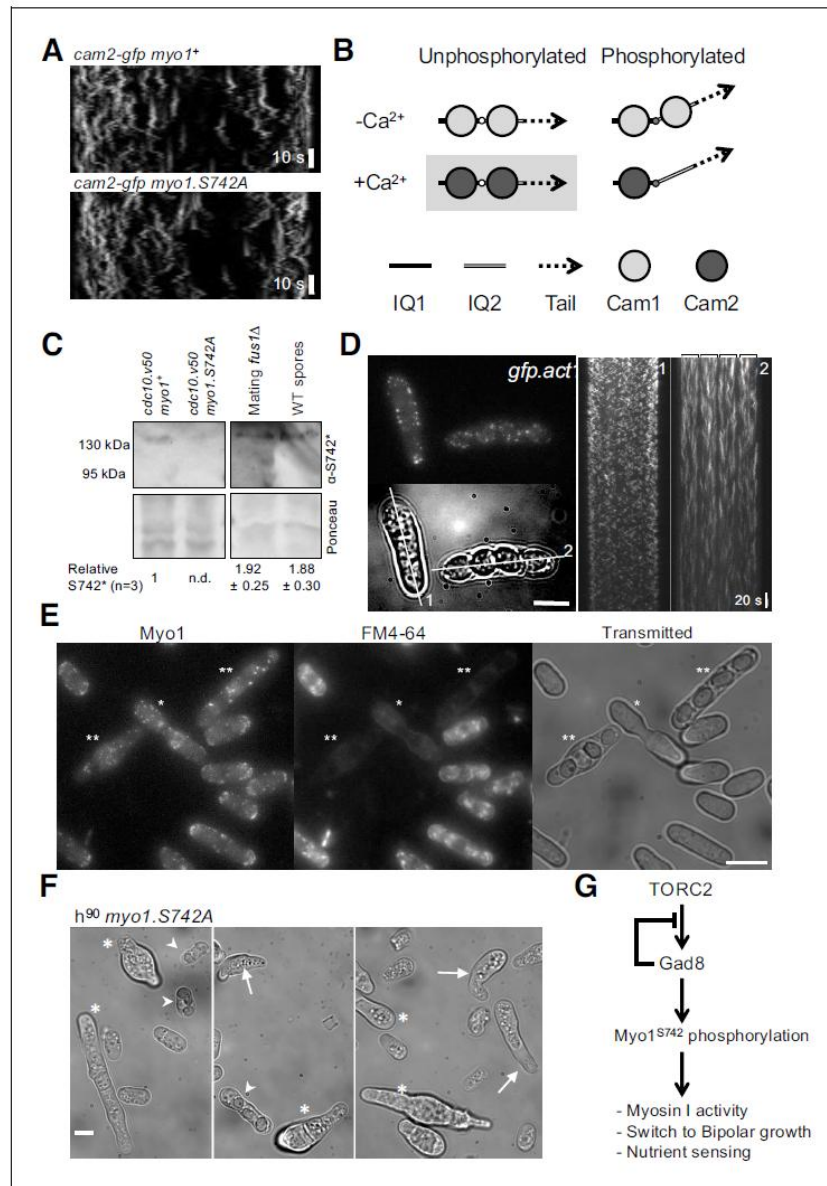 A
cam2-gfp myo1⁺
10 s
cam2-gfp myo1.S742A
10 s
B
Unphosphorylated Phosphorylated
-Ca²⁺
+Ca²⁺
IQ1 IQ2 Tail Cam1 Cam2
C
cdc10.v50
myo1⁺
cdc10.v50
myo1.S742A
Mating fus1Δ
WT spores
130 kDa
95 kDa
α-S742*
Ponceau
Relative
S742* (n=3)
1
n.d.
1.92
± 0.25
1.88
± 0.30
D
gfp.act1
1
2
1
2
20 s
E
Myo1 FM4-64 Transmitted
** * **
** * **
** * **
F
h⁹⁰ myo1.S742A
* *
*
* *
G
TORC2
Gad8
Myo1ˢ⁷⁴² phosphorylation
- Myosin I activity
- Switch to Bipolar growth
- Nutrient sensing